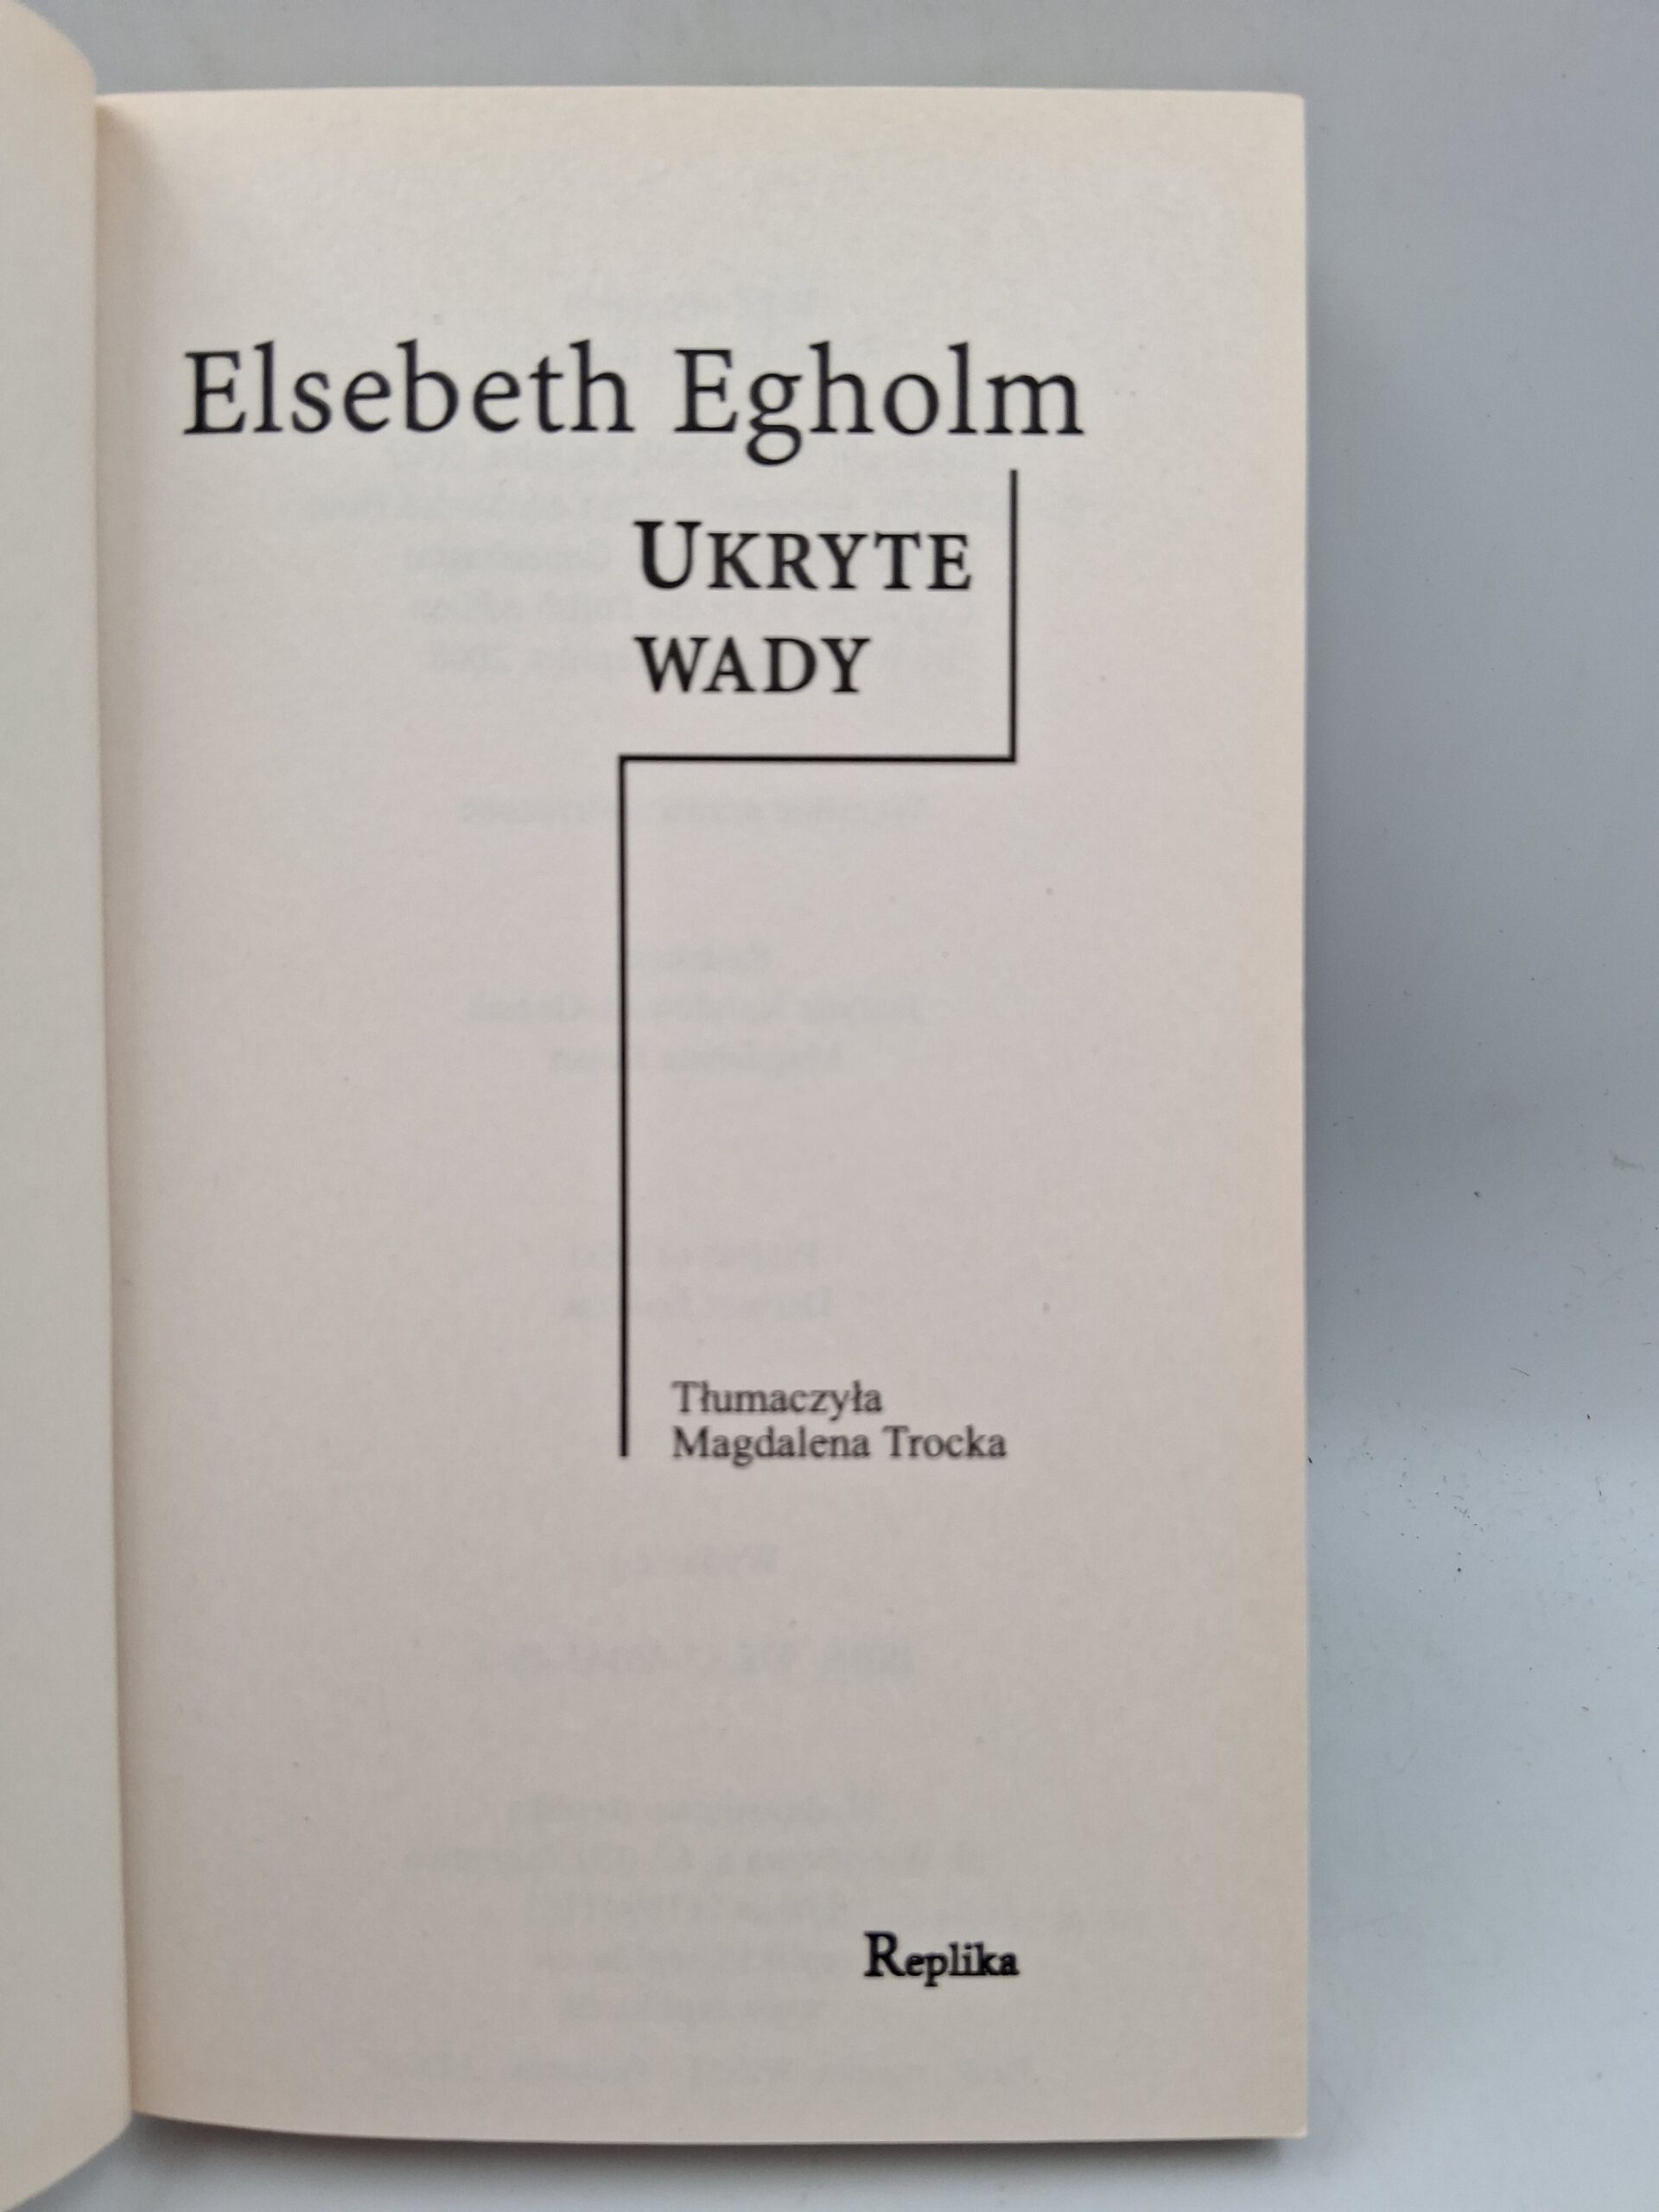 Elsebeth Egholm
UKRYTE
WADY
Tłumaczyła
Magdalena Trocka
Replika